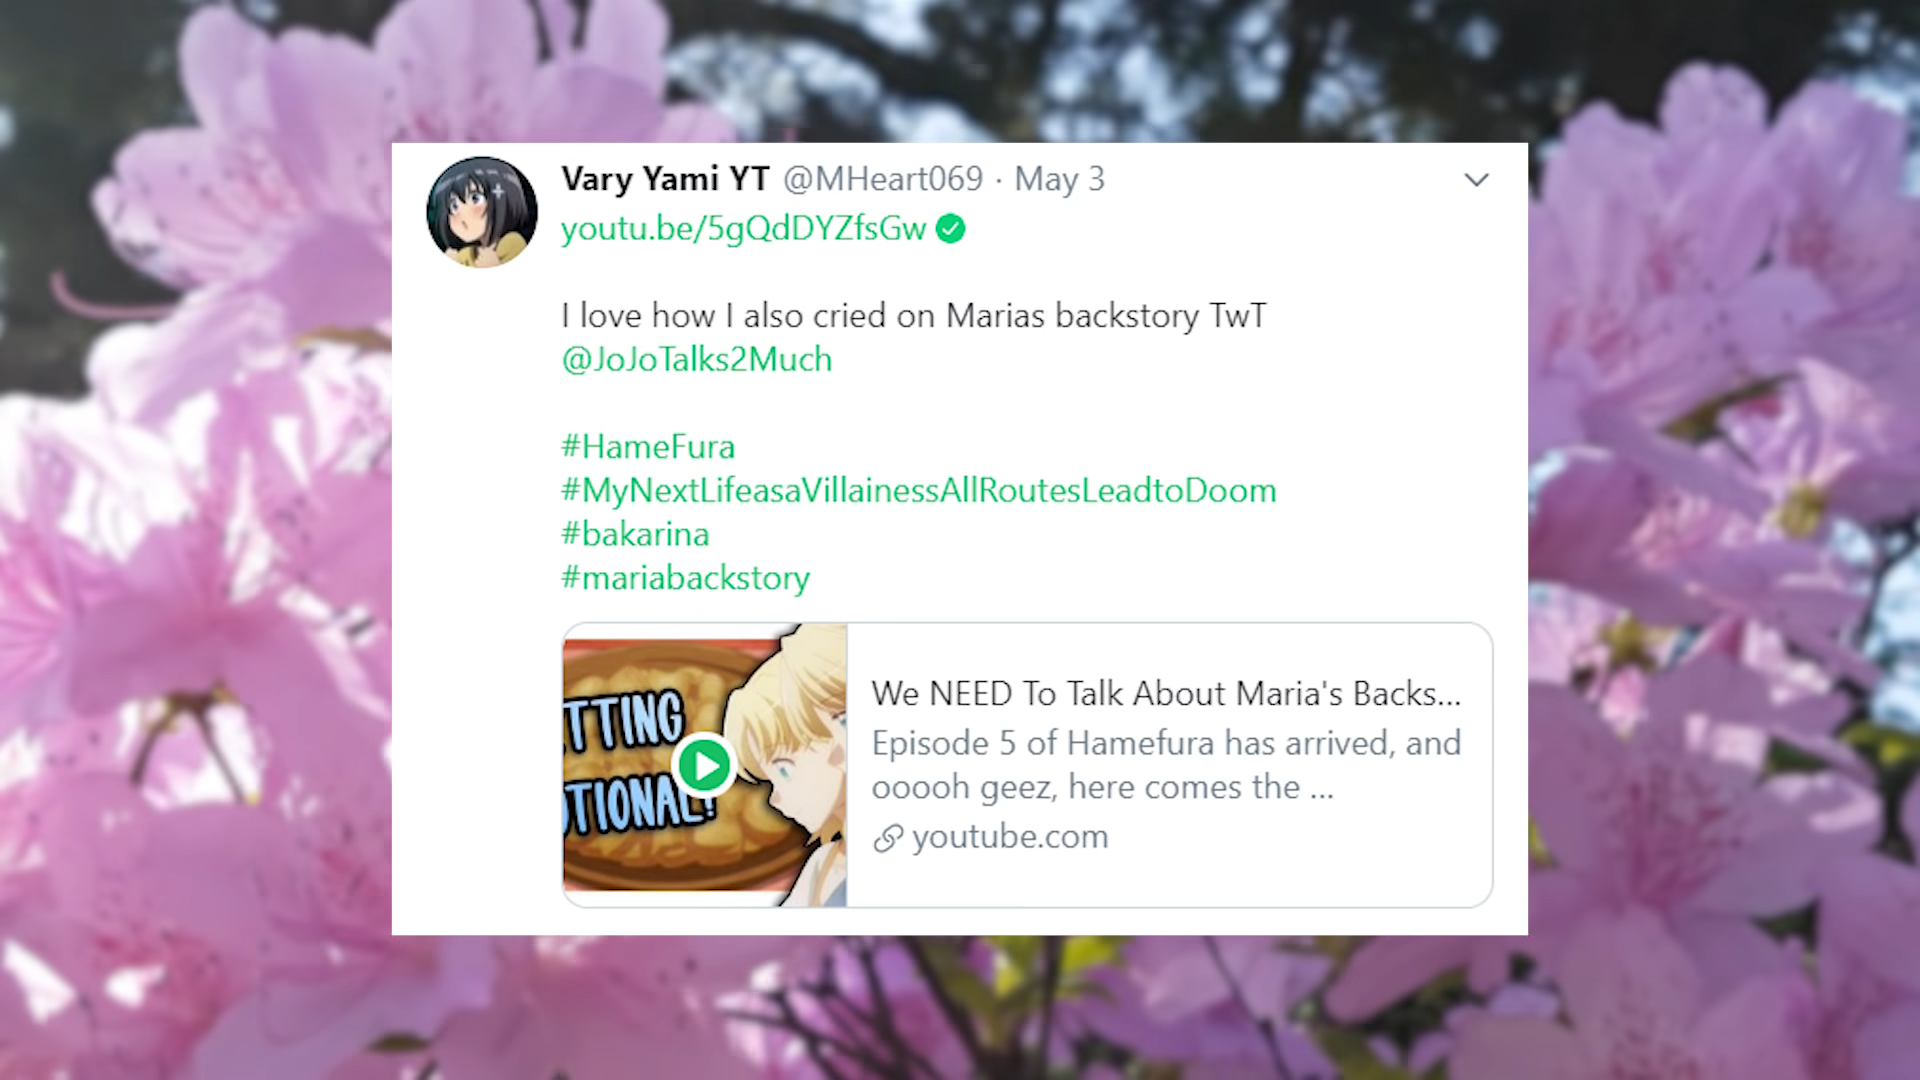 Vary Yami YT @MHeart069 · May 3
youtu.be/5gQdDYZfsGw
I love how I also cried on Marias backstory TwT
@JoJoTalks2Much
#HameFura
#MyNextLifeasaVillainessAllRoutesLeadtoDoom
#bakarina
#mariabackstory
TTING
OTIONAL!
We NEED To Talk About Maria's Backs...
Episode 5 of Hamefura has arrived, and
ooooh geez, here comes the ...
youtube.com